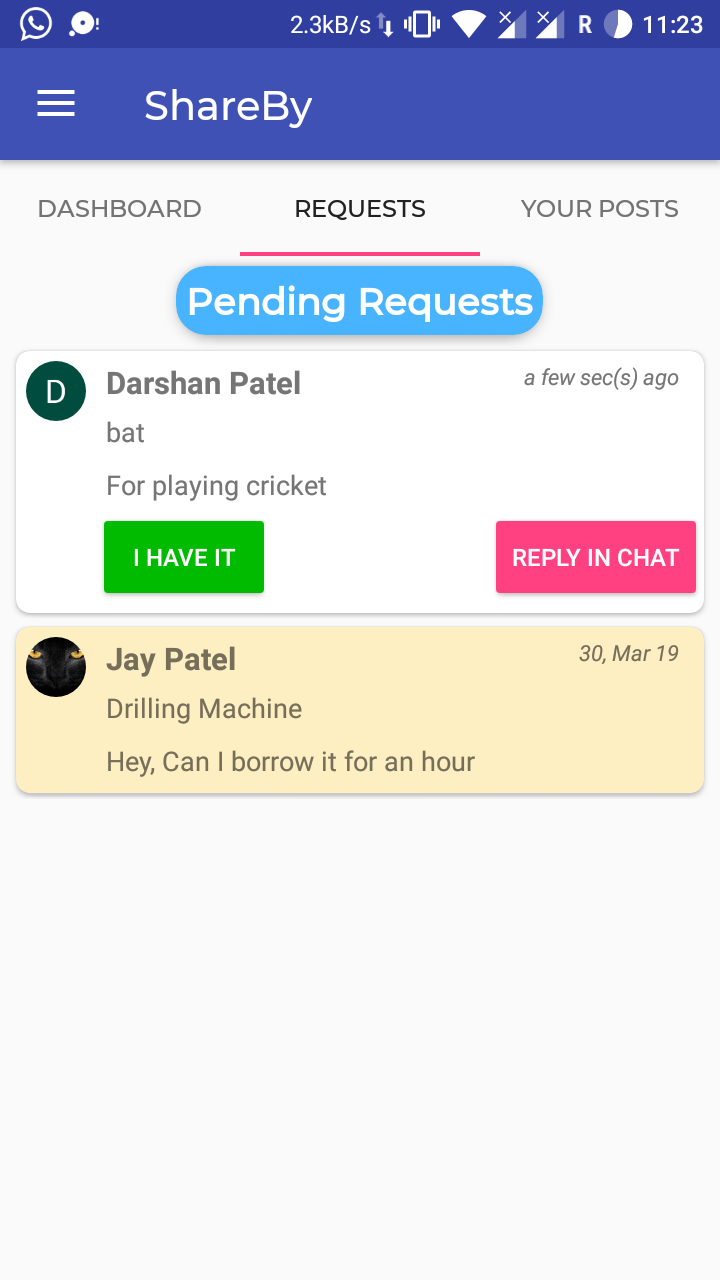 2.3kB/s R 11:23
ShareBy
DASHBOARD REQUESTS YOUR POSTS
Pending Requests
D Darshan Patel a few sec(s) ago
bat
For playing cricket
I HAVE IT REPLY IN CHAT
Jay Patel 30, Mar 19
Drilling Machine
Hey, Can I borrow it for an hour